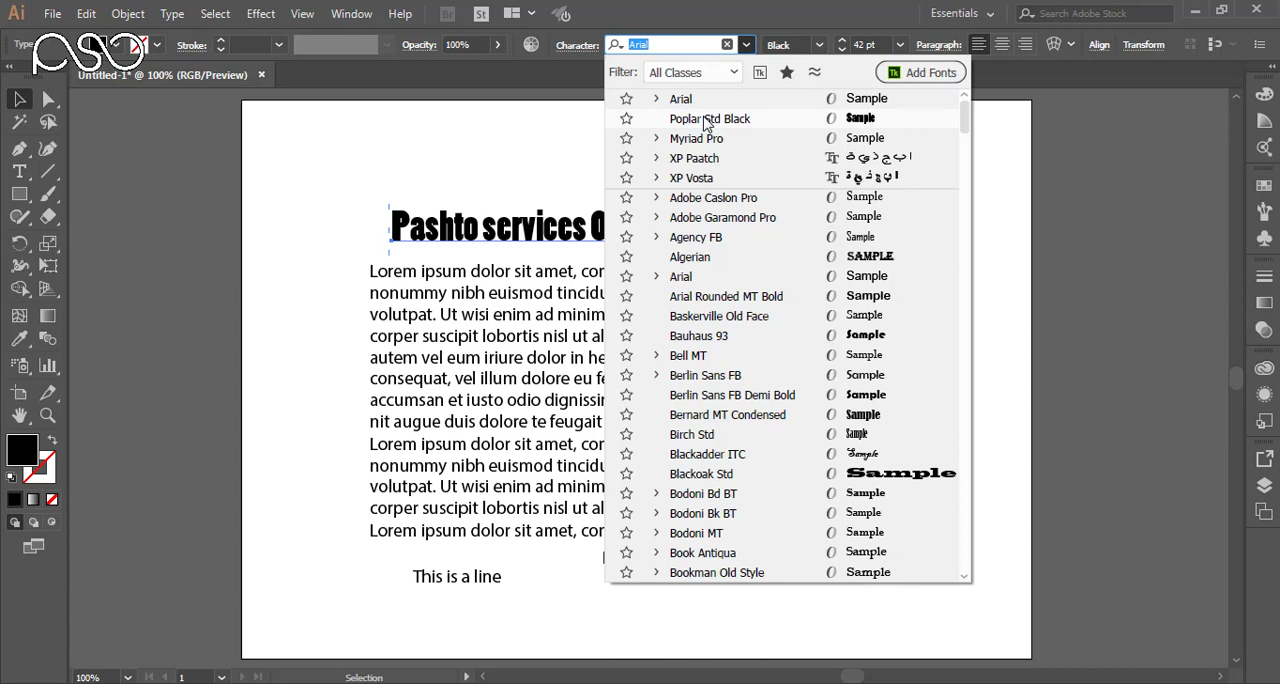 Ai File Edit Object Type Select Effect View Window Help Br St Essentials Search Adobe Stock
PSO
Type Stroke: Opacity: 100% Character: Arial Black 42 pt Paragraph: Align Transform
Untitled-1* @ 100% (RGB/Preview)
Filter: All Classes Tk Tk Add Fonts
Arial Sample
Poplar Std Black Sample
Myriad Pro Sample
XP Paatch
XP Vosta
Adobe Caslon Pro Sample
Adobe Garamond Pro Sample
Agency FB Sample
Algerian SAMPLE
Arial Sample
Arial Rounded MT Bold Sample
Baskerville Old Face Sample
Bauhaus 93 Sample
Bell MT Sample
Berlin Sans FB Sample
Berlin Sans FB Demi Bold Sample
Bernard MT Condensed Sample
Birch Std Sample
Blackadder ITC Sample
Blackoak Std Sample
Bodoni Bd BT Sample
Bodoni Bk BT Sample
Bodoni MT Sample
Book Antiqua Sample
Bookman Old Style Sample
Pashto services O
Lorem ipsum dolor sit amet, cor
nonummy nibh euismod tincidu
volutpat. Ut wisi enim ad minim
corper suscipit lobortis nisl ut al
autem vel eum iriure dolor in he
consequat, vel illum dolore eu fe
accumsan et iusto odio dignissin
nit augue duis dolore te feugait
Lorem ipsum dolor sit amet, cor
nonummy nibh euismod tincidu
volutpat. Ut wisi enim ad minim
corper suscipit lobortis nisl ut al
Lorem ipsum dolor sit amet, cor
This is a line
100% 1 Selection